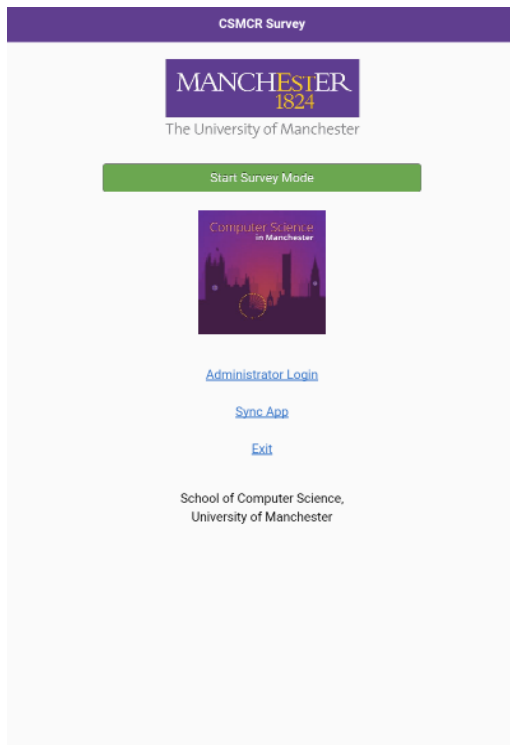 CSMCR Survey
MANCHESTER
1824
The University of Manchester
Start Survey Mode
Computer Science
in Manchester
Administrator Login
Sync App
Exit
School of Computer Science,
University of Manchester